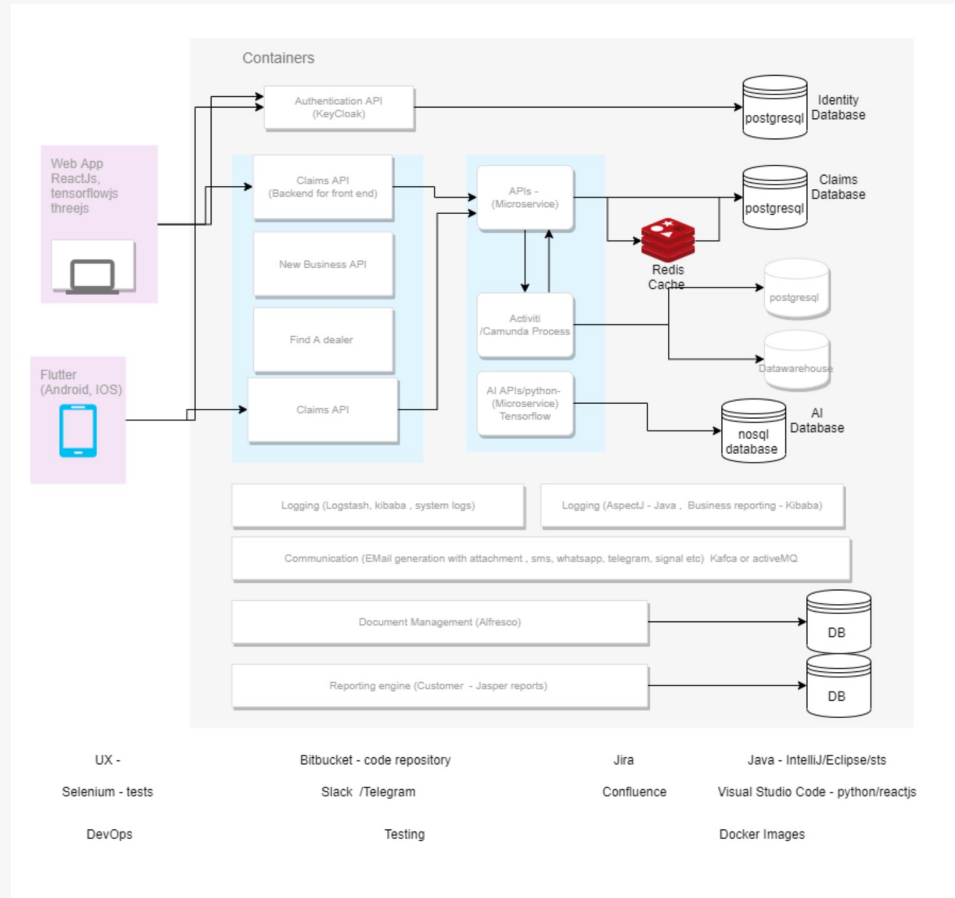 Containers
Authentication API
(KeyCloak)
postgresql
Identity
Database
Web App
ReactJs,
tensorflowjs
threejs
Claims API
(Backend for front end)
APIs -
(Microservice)
postgresql
Claims
Database
New Business API
Redis
Cache
postgresql
Find A dealer
Activiti
/Camunda Process
Datawarehouse
Flutter
(Android, IOS)
Claims API
AI APIs/python-
(Microservice)
Tensorflow
nosql
database
AI
Database
Logging (Logstash, kibaba , system logs)
Logging (AspectJ - Java , Business reporting - Kibaba)
Communication (EMail generation with attachment , sms, whatsapp, telegram, signal etc) Kafca or activeMQ
Document Management (Alfresco)
DB
Reporting engine (Customer - Jasper reports)
DB
UX -
Bitbucket - code repository
Jira
Java - IntelliJ/Eclipse/sts
Selenium - tests
Slack /Telegram
Confluence
Visual Studio Code - python/reactjs
DevOps
Testing
Docker Images